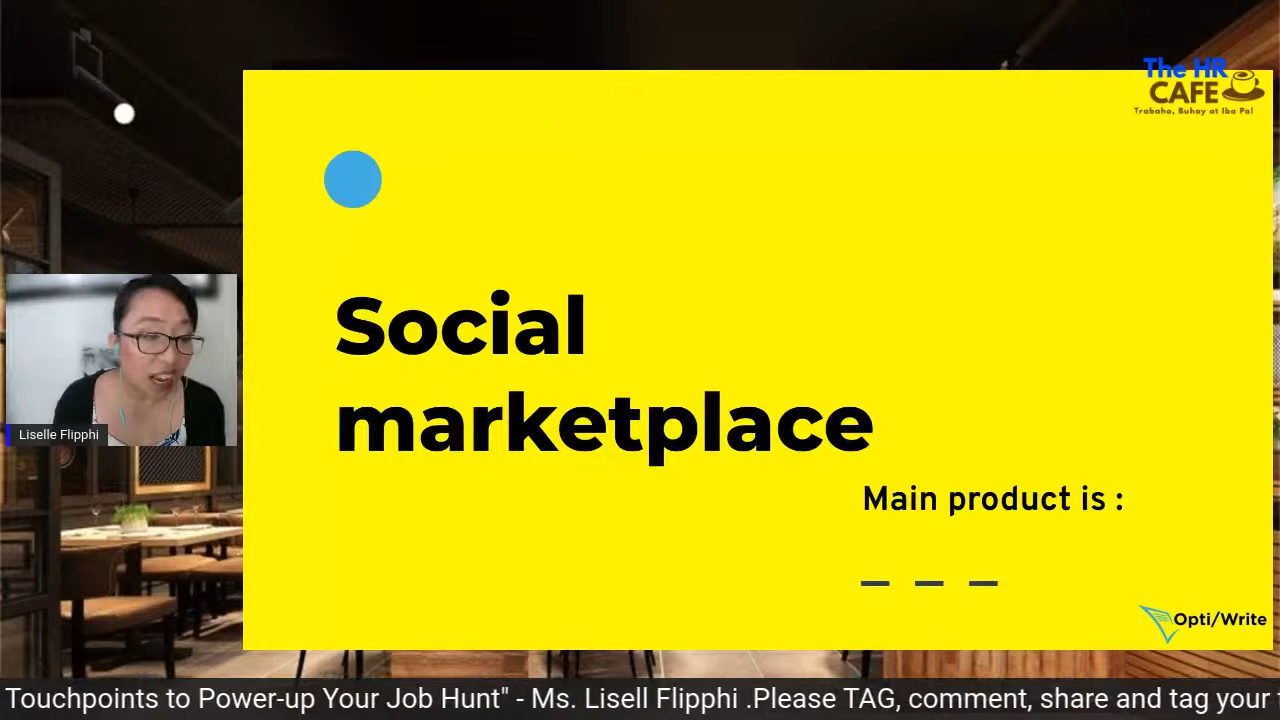 The HR
CAFE
Trabaho, Buhay at Iba Pa!
Social
marketplace
Main product is :
_ _ _
Liselle Flipphi
Opti/Write
Touchpoints to Power-up Your Job Hunt" - Ms. Lisell Flipphi .Please TAG, comment, share and tag your